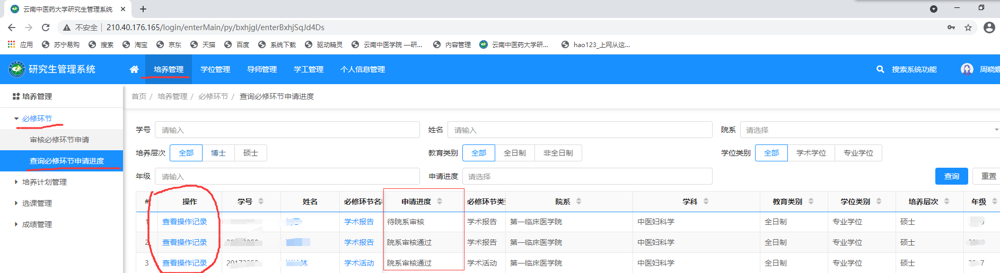 云南中医药大学研究生管理系统
不安全 210.40.176.165/login/enterMain/py/bxhjgl/enterBxhjSqJd4Ds
应用 苏宁易购 搜索 淘宝 京东 天猫 百度 系统下载 驱动精灵 云南中医学院 —研... 内容管理 云南中医药大学研... hao123_上网从这...
研究生管理系统 培养管理 学位管理 导师管理 学工管理 个人信息管理 搜索系统功能 周晓娜
培养管理 首页 / 培养管理 / 必修环节 / 查询必修环节申请进度
必修环节
审核必修环节申请
查询必修环节申请进度
培养计划管理
选课管理
成绩管理
学号 请输入 姓名 请输入 院系 请选择
培养层次 全部 博士 硕士 教育类别 全部 全日制 非全日制 学位类别 全部 学术学位 专业学位
年级 请输入 申请进度 请选择 查询 重置
# 操作 学号 姓名 必修环节名 申请进度 必修环节类 院系 学科 教育类别 学位类别 培养层次 年级
1 查看操作记录 学术报告 待院系审核 学术报告 第一临床医学院 中医妇科学 全日制 专业学位 硕士
2 查看操作记录 学术报告 院系审核通过 学术报告 第一临床医学院 中医妇科学 全日制 专业学位 硕士
3 查看操作记录 学术活动 院系审核通过 学术活动 第一临床医学院 中医妇科学 全日制 专业学位 硕士